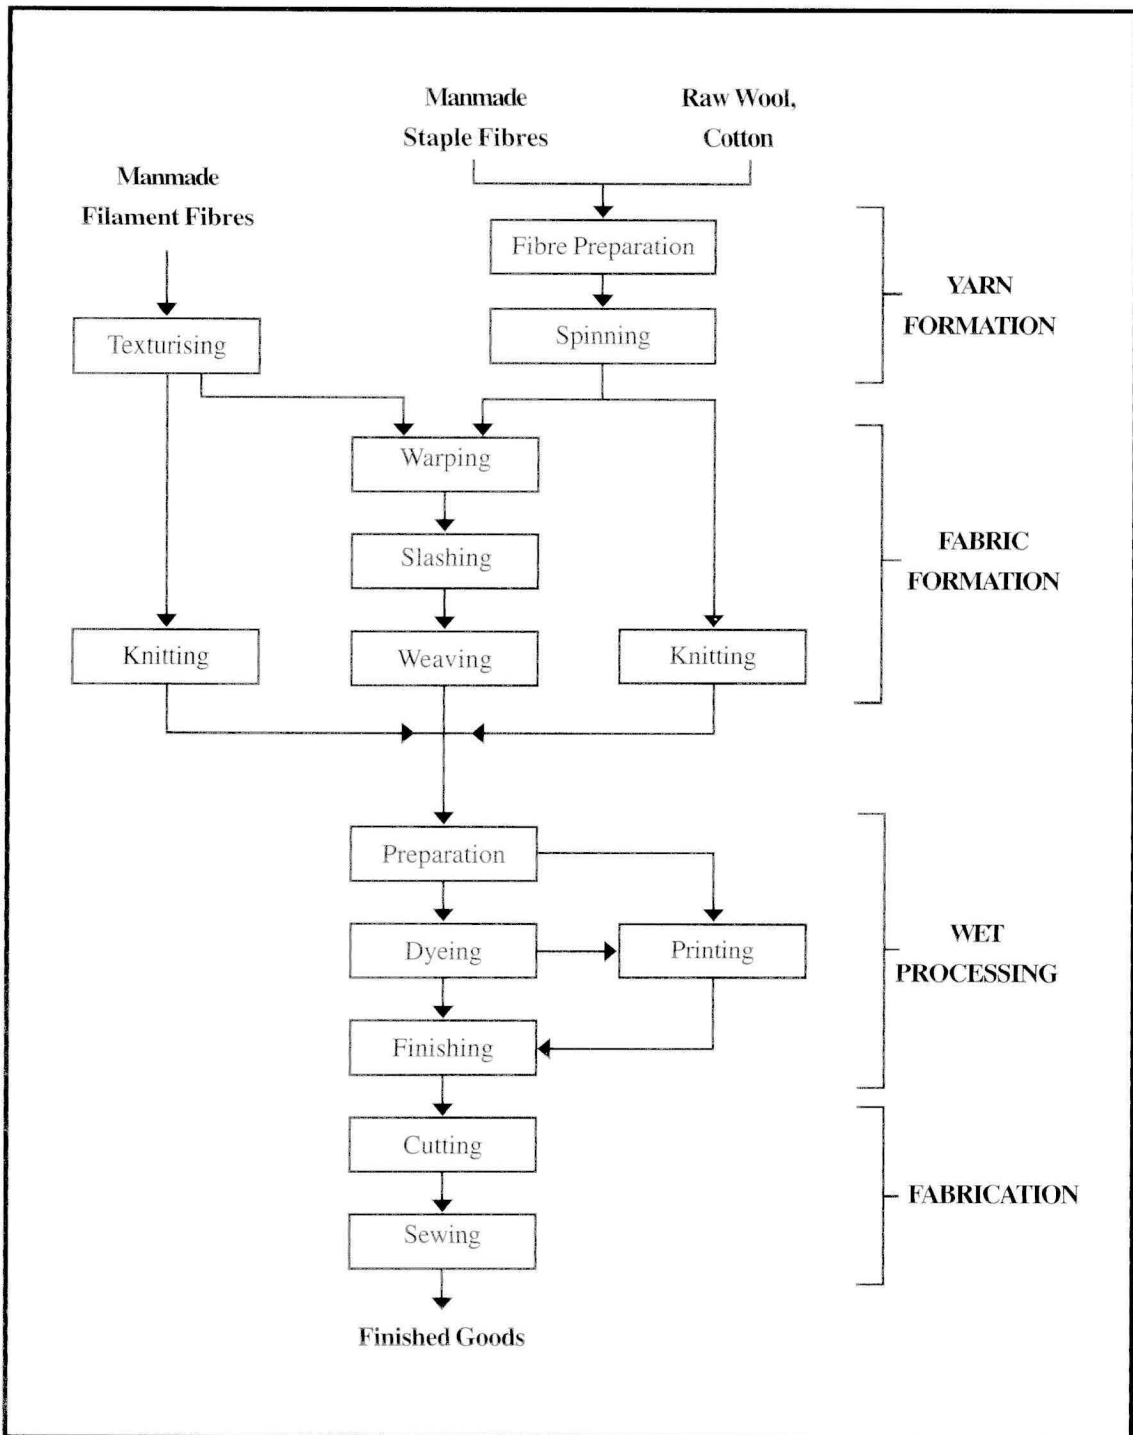 Manmade
Staple Fibres
Raw Wool,
Cotton
Manmade
Filament Fibres
Fibre Preparation
YARN
FORMATION
Spinning
Texturising
Warping
Slashing
FABRIC
FORMATION
Knitting
Weaving
Knitting
Preparation
Dyeing
Printing
WET
PROCESSING
Finishing
Cutting
FABRICATION
Sewing
Finished Goods